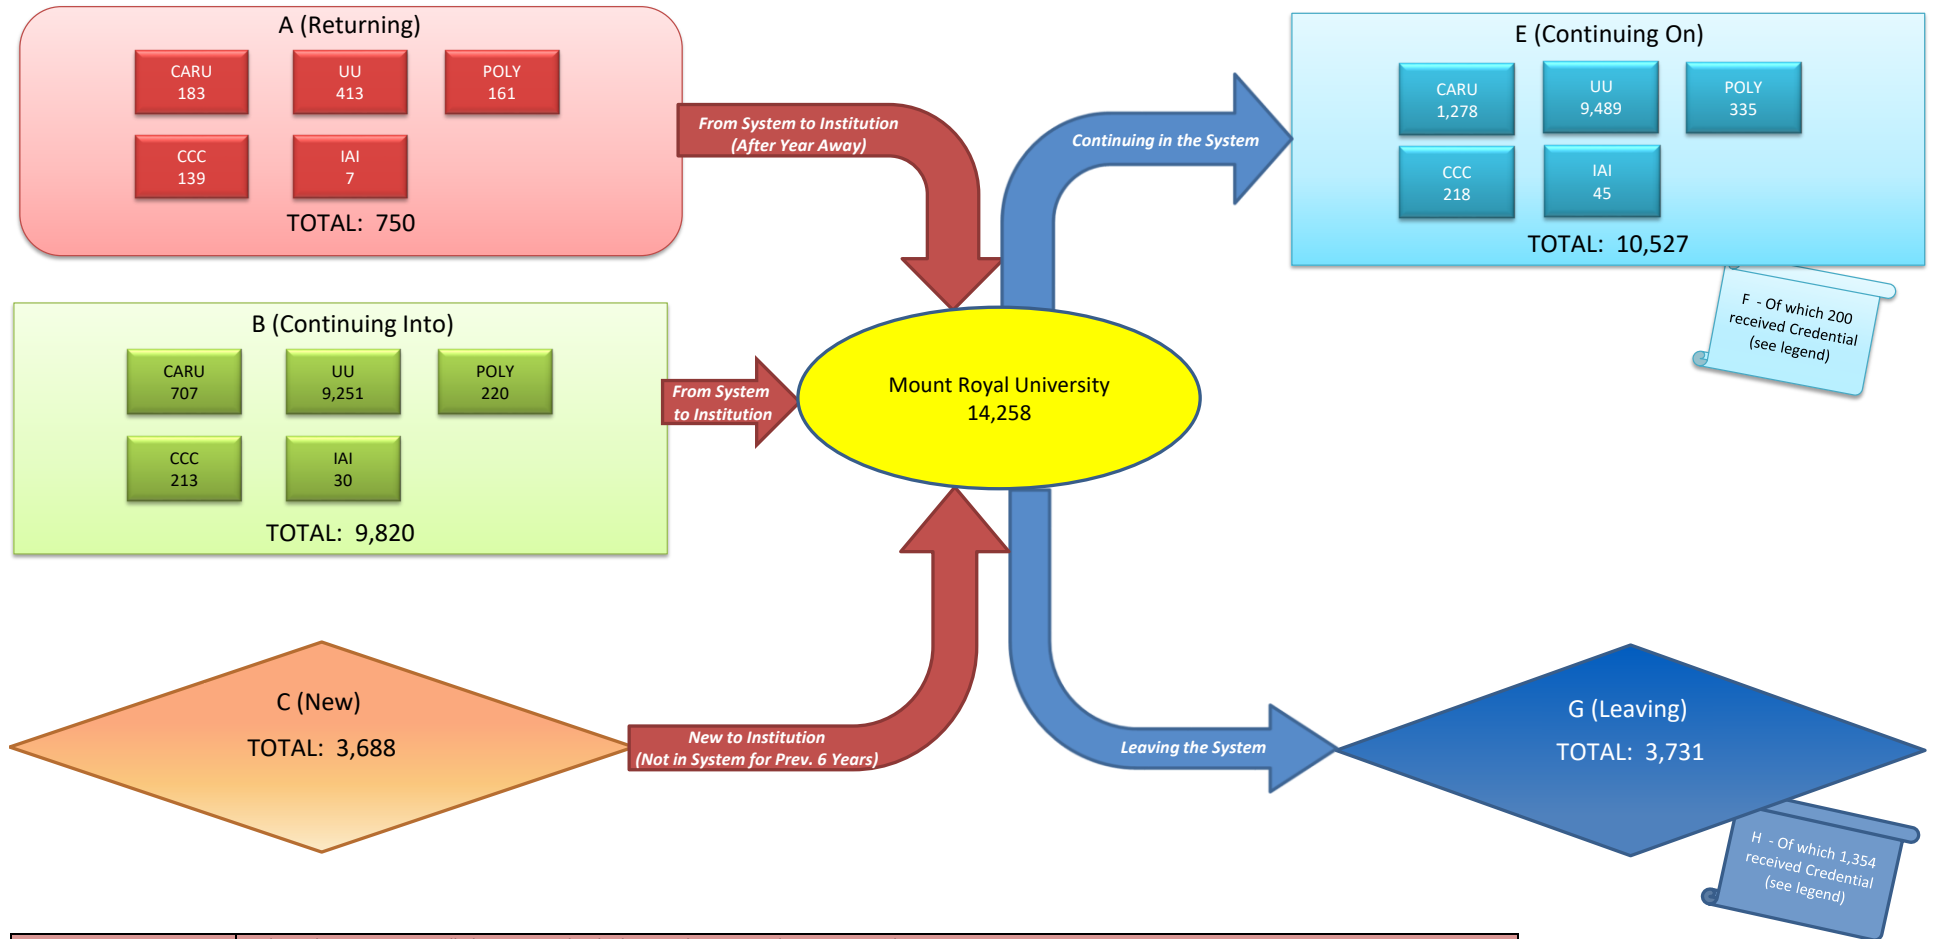 A (Returning)
CARU
183
UU
413
POLY
161
CCC
139
IAI
7
TOTAL: 750
From System to Institution
(After Year Away)
Continuing in the System
E (Continuing On)
CARU
1,278
UU
9,489
POLY
335
CCC
218
IAI
45
TOTAL: 10,527
F - Of which 200
received Credential
(see legend)
B (Continuing Into)
CARU
707
UU
9,251
POLY
220
CCC
213
IAI
30
TOTAL: 9,820
From System
to Institution
Mount Royal University
14,258
C (New)
TOTAL: 3,688
New to Institution
(Not in System for Prev. 6 Years)
Leaving the System
G (Leaving)
TOTAL: 3,731
H - Of which 1,354
received Credential
(see legend)